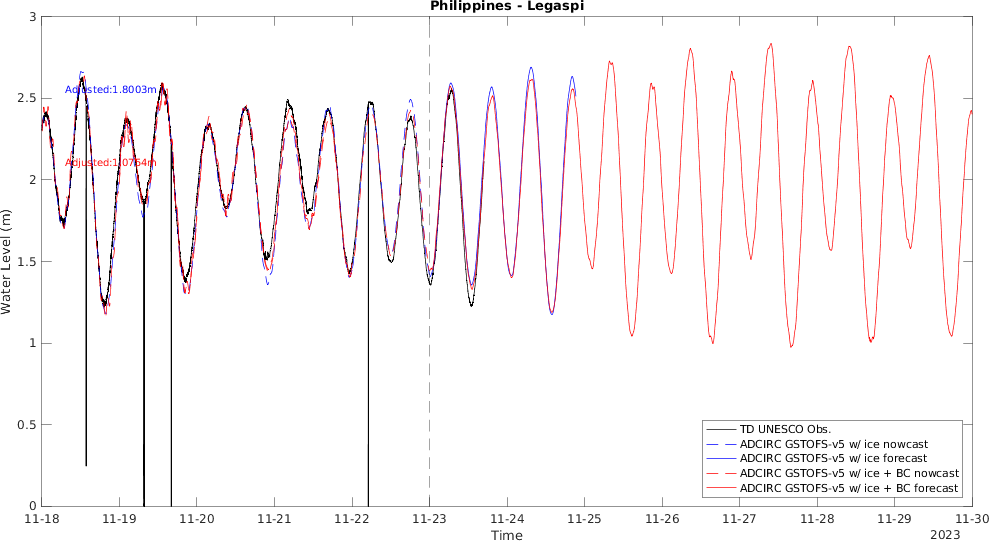 Philippines - Legaspi
3
2.5
2
1.5
1
0.5
0
Water Level (m)
Adjusted:1.8003m
Adjusted:1.0764m
TD UNESCO Obs.
ADCIRC GSTOFS-v5 w/ ice nowcast
ADCIRC GSTOFS-v5 w/ ice forecast
ADCIRC GSTOFS-v5 w/ ice + BC nowcast
ADCIRC GSTOFS-v5 w/ ice + BC forecast
11-18 11-19 11-20 11-21 11-22 11-23 11-24 11-25 11-26 11-27 11-28 11-29 11-30
Time
2023